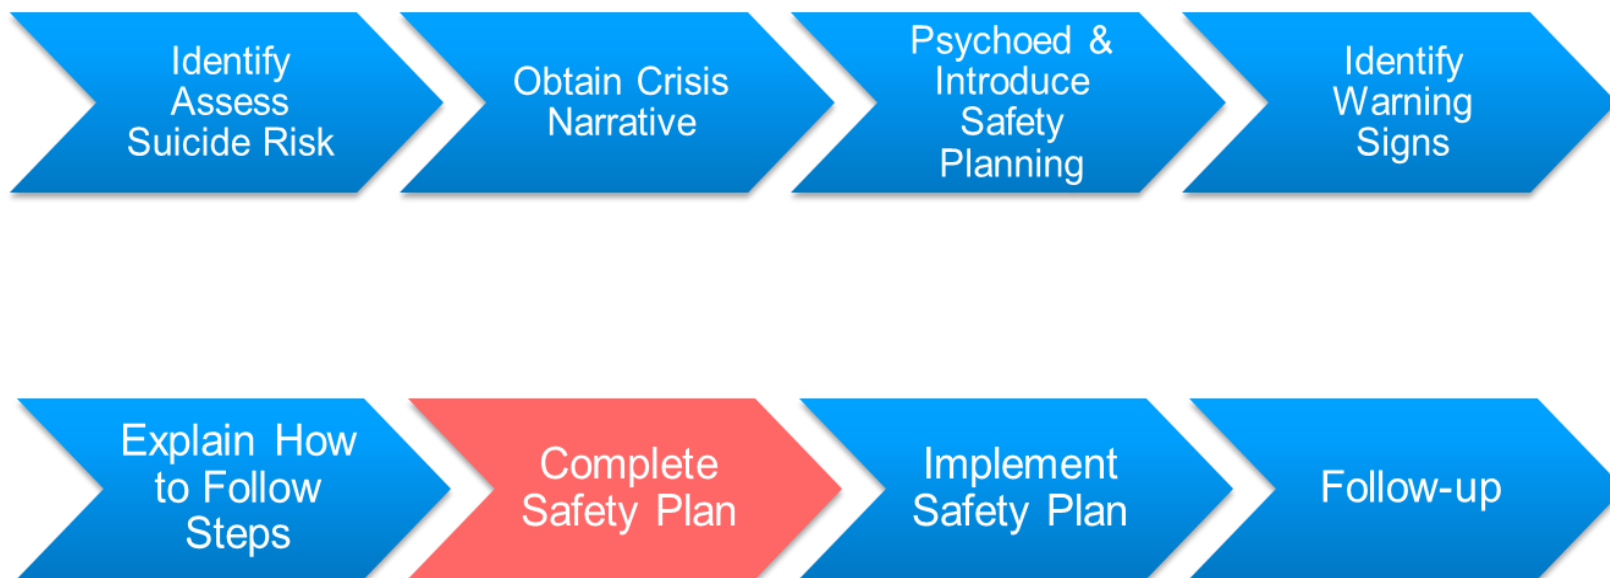 Identify
Assess
Suicide Risk
Obtain Crisis
Narrative
Psychoed &
Introduce
Safety
Planning
Identify
Warning
Signs
Explain How
to Follow
Steps
Complete
Safety Plan
Implement
Safety Plan
Follow-up